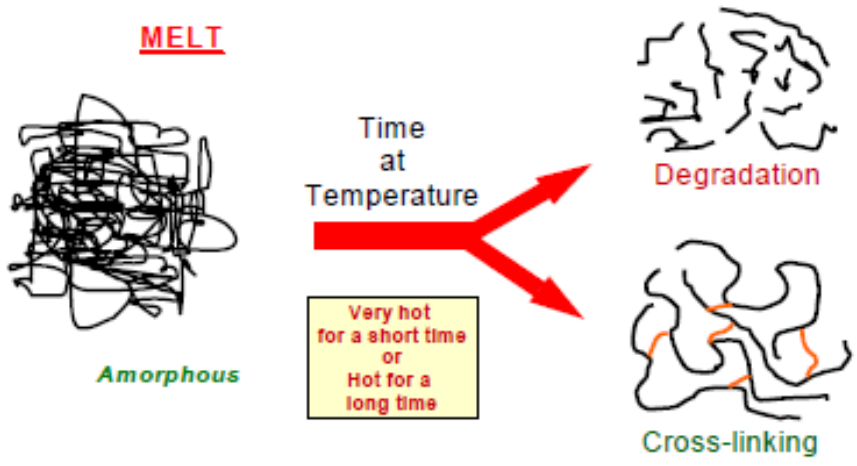 MELT
Amorphous
Time
at
Temperature
Very hot
for a short time
or
Hot for a
long time
Degradation
Cross-linking